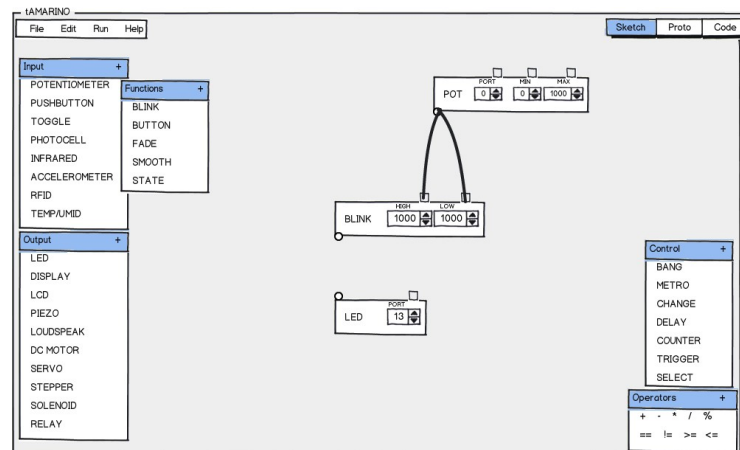 tAMARINO
File Edit Run Help
Sketch Proto Code
Input +
POTENTIOMETER
PUSHBUTTON
TOGGLE
PHOTOCELL
INFRARED
ACCELEROMETER
RFID
TEMP/UMID
Functions +
BLINK
BUTTON
FADE
SMOOTH
STATE
Output +
LED
DISPLAY
LCD
PIEZO
LOUDSPEAK
DC MOTOR
SERVO
STEPPER
SOLENOID
RELAY
PORT MIN MAX
POT 0 0 1000
HIGH LOW
BLINK 1000 1000
PORT
LED 13
Control +
BANG
METRO
CHANGE
DELAY
COUNTER
TRIGGER
SELECT
Operators +
+ - * / %
== != >= <=